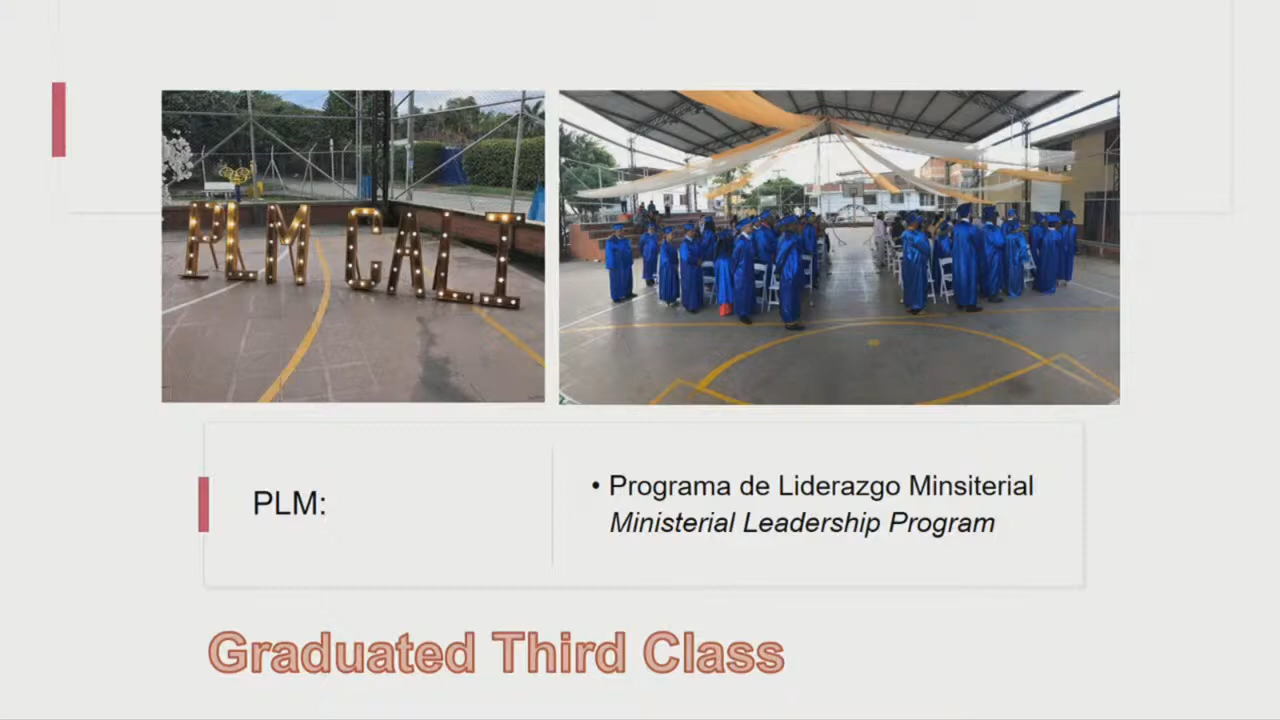 PLM CALI
PLM:
• Programa de Liderazgo Minsiterial
Ministerial Leadership Program
Graduated Third Class